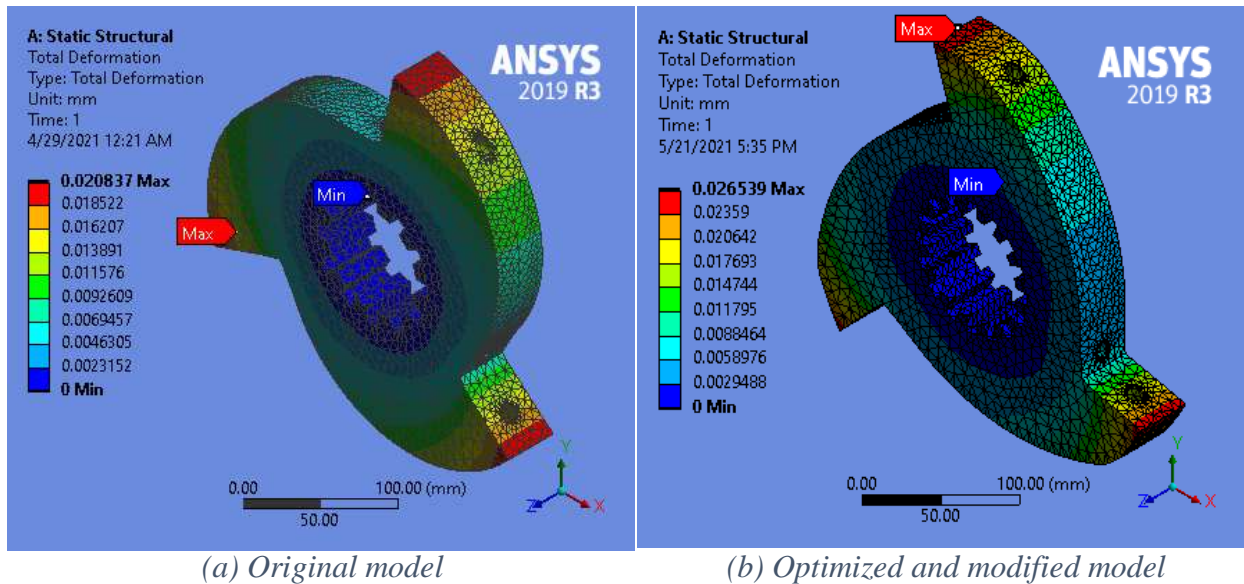 A: Static Structural
Total Deformation
Type: Total Deformation
Unit: mm
Time: 1
4/29/2021 12:21 AM
ANSYS
2019 R3
0.020837 Max
0.018522
0.016207
0.013891
0.011576
0.0092609
0.0069457
0.0046305
0.0023152
0 Min
Max
Min
0.00
100.00 (mm)
50.00
Y
Z
X
(a) Original model
A: Static Structural
Total Deformation
Type: Total Deformation
Unit: mm
Time: 1
5/21/2021 5:35 PM
Max
ANSYS
2019 R3
0.026539 Max
0.02359
0.020642
0.017693
0.014744
0.011795
0.0088464
0.0058976
0.0029488
0 Min
Min
0.00
100.00 (mm)
50.00
Y
Z
X
(b) Optimized and modified model